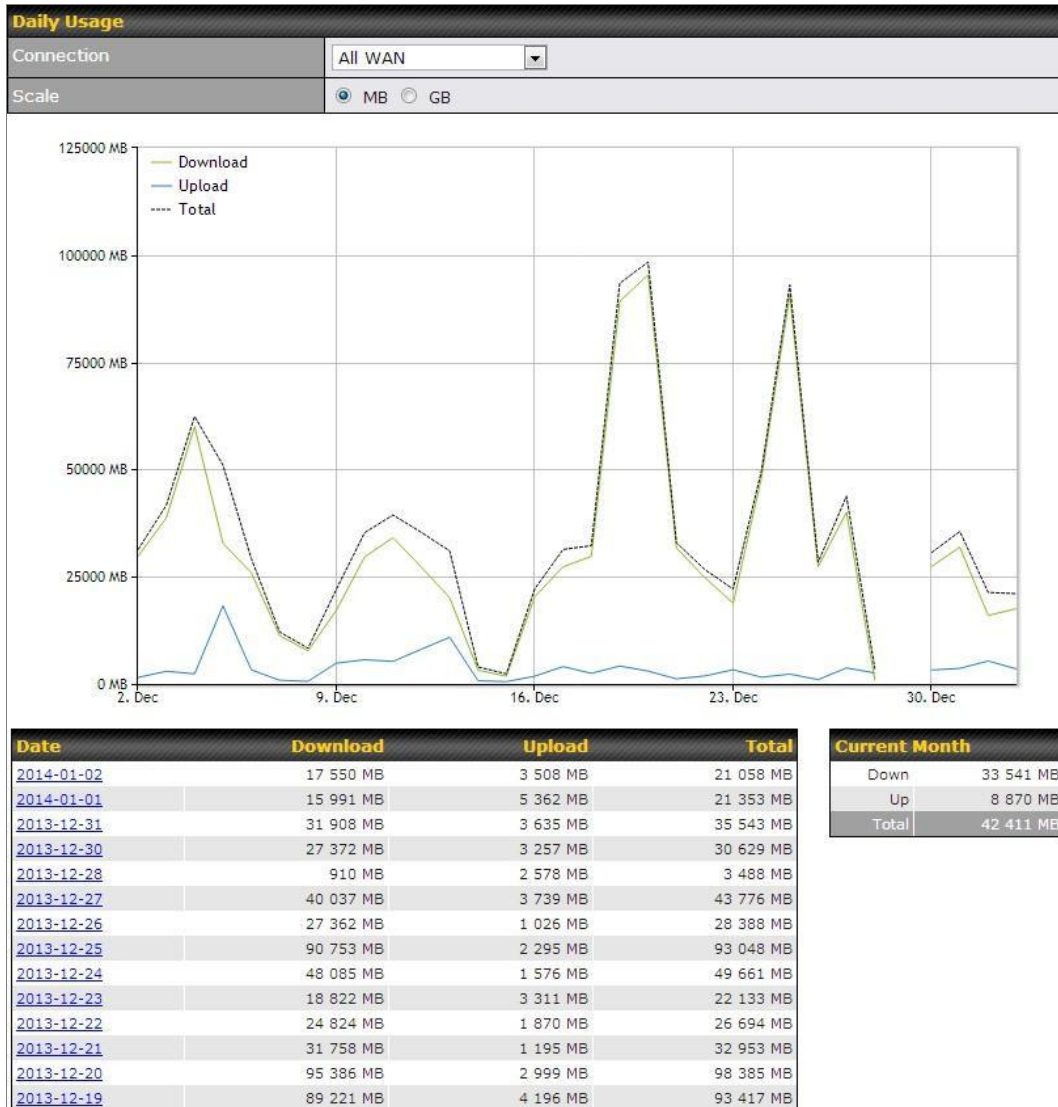 Daily Usage
Connection All WAN
Scale MB GB
125000 MB
Download
Upload
Total
100000 MB
75000 MB
50000 MB
25000 MB
0 MB
2. Dec 9. Dec 16. Dec 23. Dec 30. Dec
Date Download Upload Total
2014-01-02 17 550 MB 3 508 MB 21 058 MB
2014-01-01 15 991 MB 5 362 MB 21 353 MB
2013-12-31 31 908 MB 3 635 MB 35 543 MB
2013-12-30 27 372 MB 3 257 MB 30 629 MB
2013-12-28 910 MB 2 578 MB 3 488 MB
2013-12-27 40 037 MB 3 739 MB 43 776 MB
2013-12-26 27 362 MB 1 026 MB 28 388 MB
2013-12-25 90 753 MB 2 295 MB 93 048 MB
2013-12-24 48 085 MB 1 576 MB 49 661 MB
2013-12-23 18 822 MB 3 311 MB 22 133 MB
2013-12-22 24 824 MB 1 870 MB 26 694 MB
2013-12-21 31 758 MB 1 195 MB 32 953 MB
2013-12-20 95 386 MB 2 999 MB 98 385 MB
2013-12-19 89 221 MB 4 196 MB 93 417 MB
Current Month
Down 33 541 MB
Up 8 870 MB
Total 42 411 MB